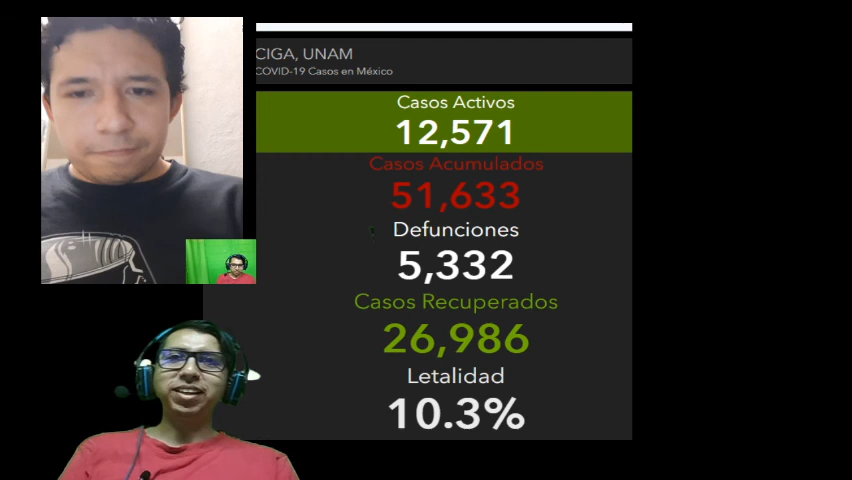 CIGA, UNAM
COVID-19 Casos en México
Casos Activos
12,571
Casos Acumulados
51,633
Defunciones
5,332
Casos Recuperados
26,986
Letalidad
10.3%